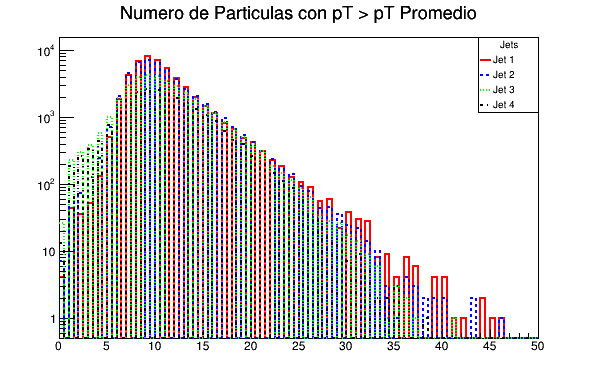 Numero de Particulas con pT > pT Promedio
Jets
Jet 1
Jet 2
Jet 3
Jet 4
10^4
10^3
10^2
10
1
0 5 10 15 20 25 30 35 40 45 50